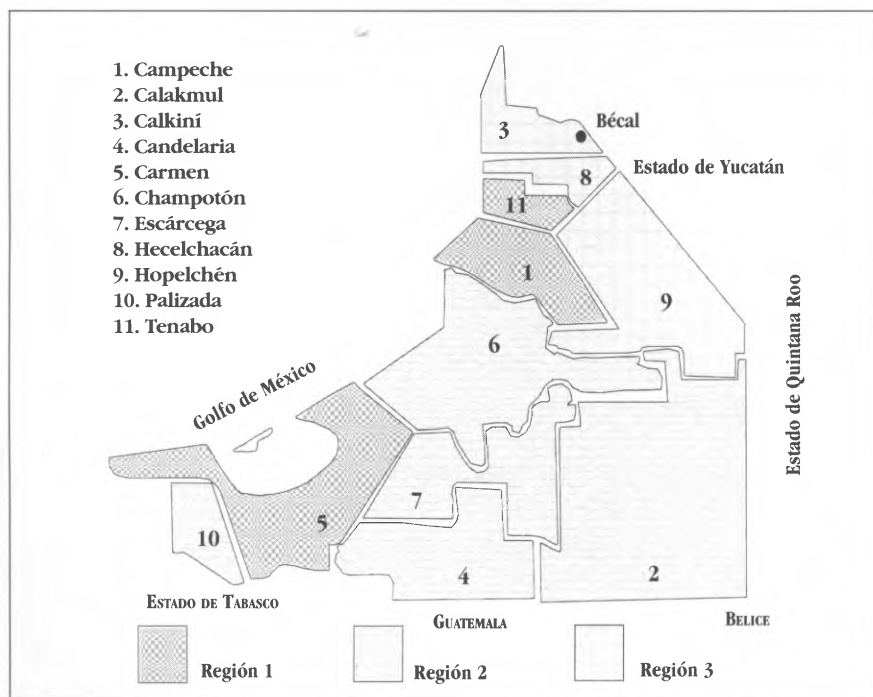 1. Campeche
2. Calakmul
3. Calkiní
4. Candelaria
5. Carmen
6. Champotón
7. Escárcega
8. Hecelchacán
9. Hopelchén
10. Palizada
11. Tenabo
3
Bécal
8
Estado de Yucatán
11
1
9
6
Estado de Quintana Roo
Golfo de México
7
5
10
4
2
ESTADO DE TABASCO
GUATEMALA
BELICE
Región 1
Región 2
Región 3